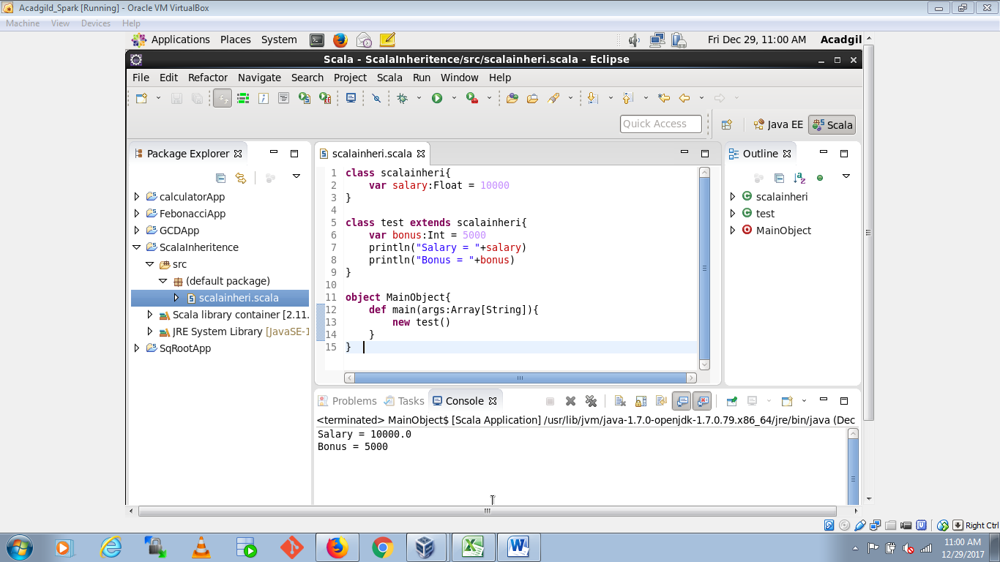 Acadgild_Spark [Running] - Oracle VM VirtualBox
Machine View Devices Help
Applications Places System Fri Dec 29, 11:00 AM Acadgil
Scala - ScalaInheritence/src/scalainheri.scala - Eclipse
File Edit Refactor Navigate Search Project Scala Run Window Help
Quick Access Java EE Scala
Package Explorer
calculatorApp
FebonacciApp
GCDApp
ScalaInheritence
src
(default package)
scalainheri.scala
Scala library container [2.11.
JRE System Library [JavaSE-1
SqRootApp
scalainheri.scala
1 class scalainheri{
2 var salary:Float = 10000
3 }
4
5 class test extends scalainheri{
6 var bonus:Int = 5000
7 println("Salary = "+salary)
8 println("Bonus = "+bonus)
9 }
10
11 object MainObject{
12 def main(args:Array[String]){
13 new test()
14 }
15 }
Outline
scalainheri
test
MainObject
Problems Tasks Console
<terminated> MainObject$ [Scala Application] /usr/lib/jvm/java-1.7.0-openjdk-1.7.0.79.x86_64/jre/bin/java (Dec
Salary = 10000.0
Bonus = 5000
Right Ctrl
11:00 AM
12/29/2017